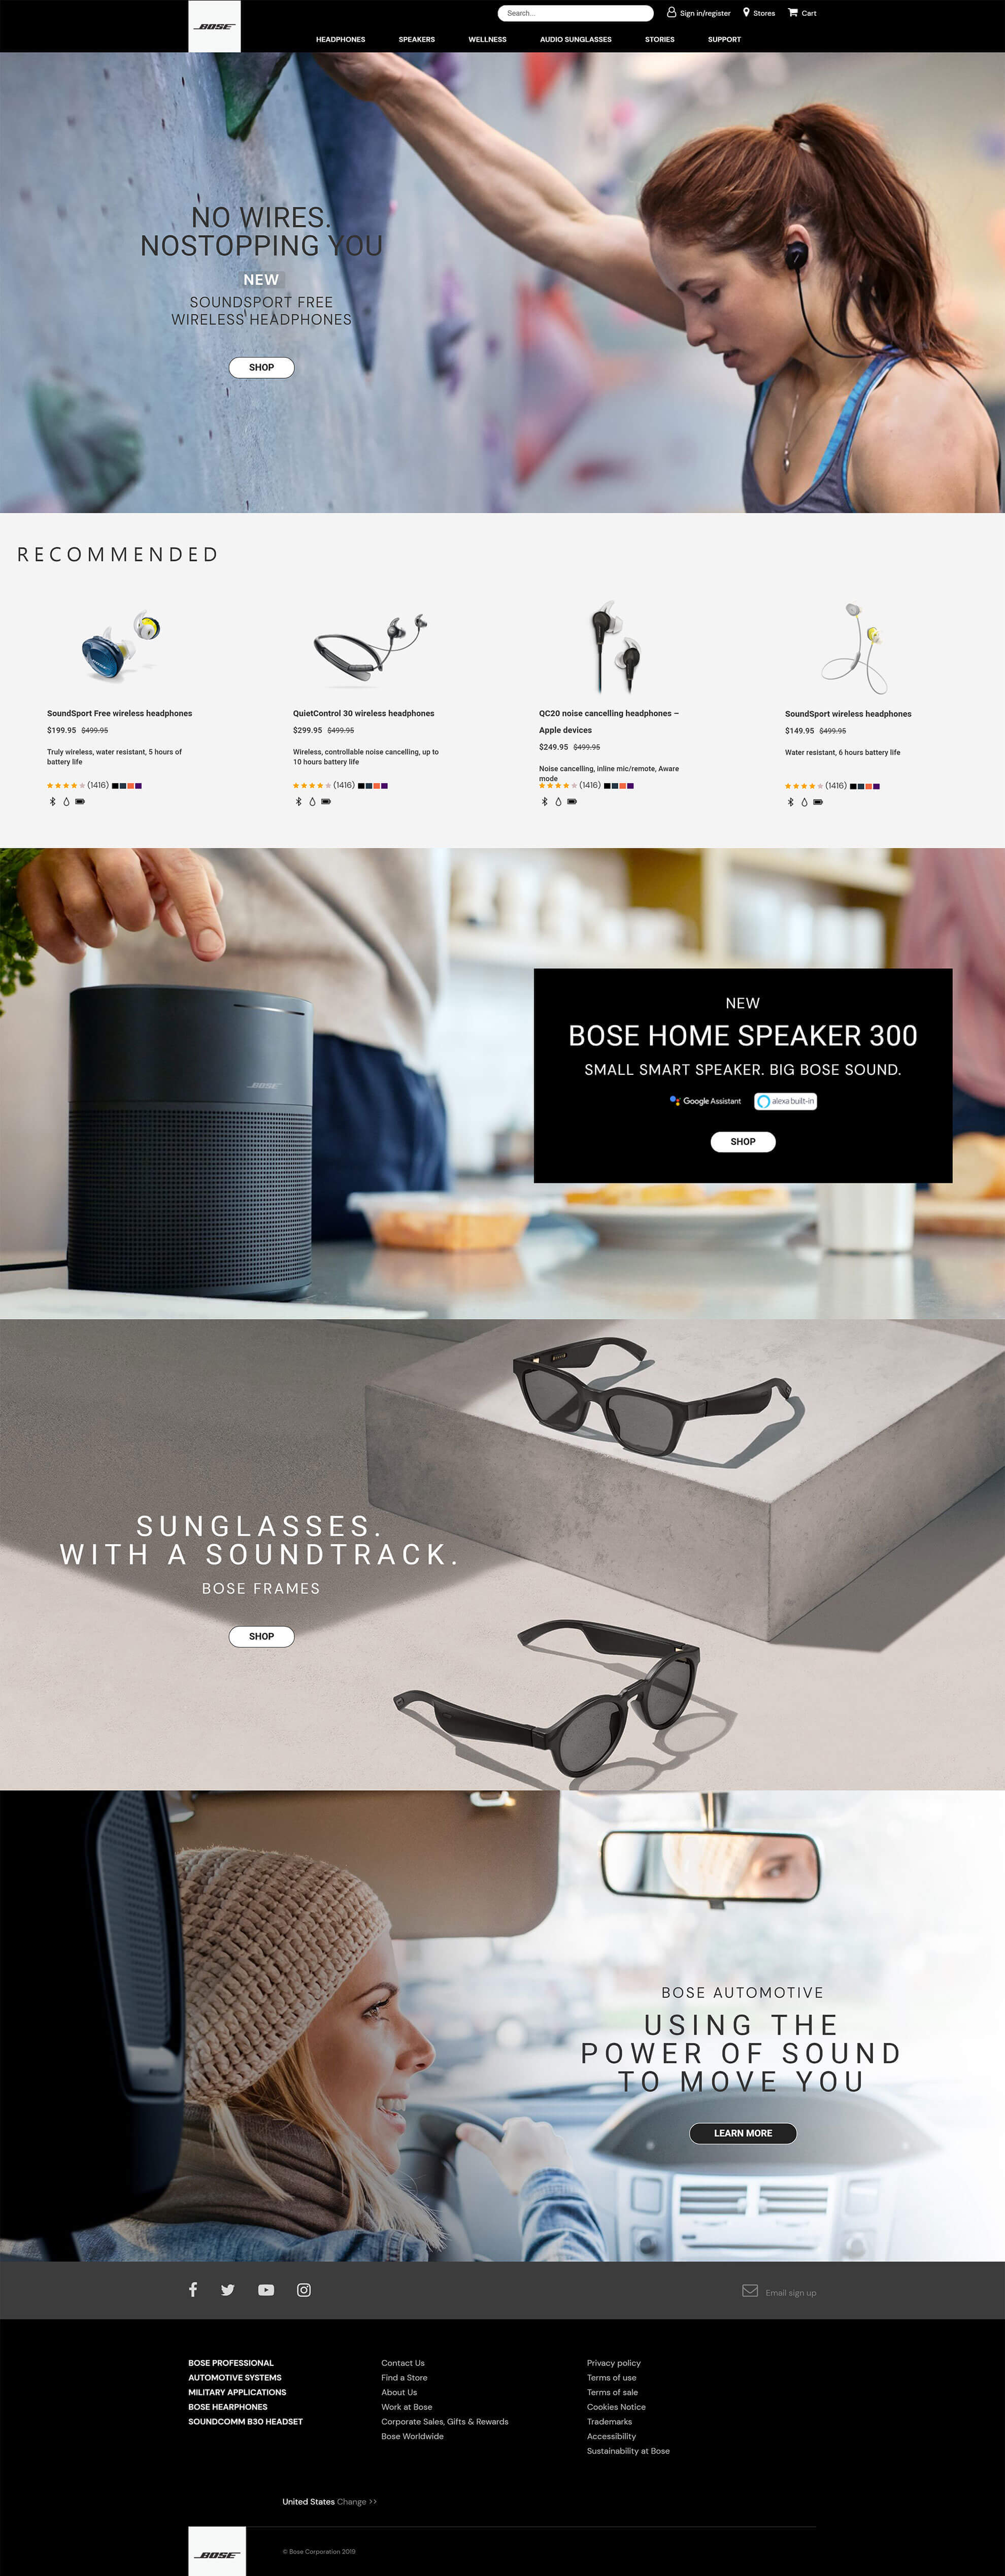 BOSE
Search...
Sign in/register
Stores
Cart
HEADPHONES SPEAKERS WELLNESS AUDIO SUNGLASSES STORIES SUPPORT
NO WIRES.
NOSTOPPING YOU
NEW
SOUNDSPORT FREE
WIRELESS HEADPHONES
SHOP
RECOMMENDED
SoundSport Free wireless headphones
$199.95 $499.95
Truly wireless, water resistant, 5 hours of
battery life
(1416)
QuietControl 30 wireless headphones
$299.95 $499.95
Wireless, controllable noise cancelling, up to
10 hours battery life
(1416)
QC20 noise cancelling headphones –
Apple devices
$249.95 $499.95
Noise cancelling, inline mic/remote, Aware
mode
(1416)
SoundSport wireless headphones
$149.95 $499.95
Water resistant, 6 hours battery life
(1416)
BOSE
NEW
BOSE HOME SPEAKER 300
SMALL SMART SPEAKER. BIG BOSE SOUND.
Google Assistant
alexa built-in
SHOP
SUNGLASSES.
WITH A SOUNDTRACK.
BOSE FRAMES
SHOP
BOSE AUTOMOTIVE
USING THE
POWER OF SOUND
TO MOVE YOU
LEARN MORE
Email sign up
BOSE PROFESSIONAL
AUTOMOTIVE SYSTEMS
MILITARY APPLICATIONS
BOSE HEARPHONES
SOUNDCOMM B30 HEADSET
Contact Us
Find a Store
About Us
Work at Bose
Corporate Sales, Gifts & Rewards
Bose Worldwide
Privacy policy
Terms of use
Terms of sale
Cookies Notice
Trademarks
Accessibility
Sustainability at Bose
United States Change >>
BOSE
© Bose Corporation 2019